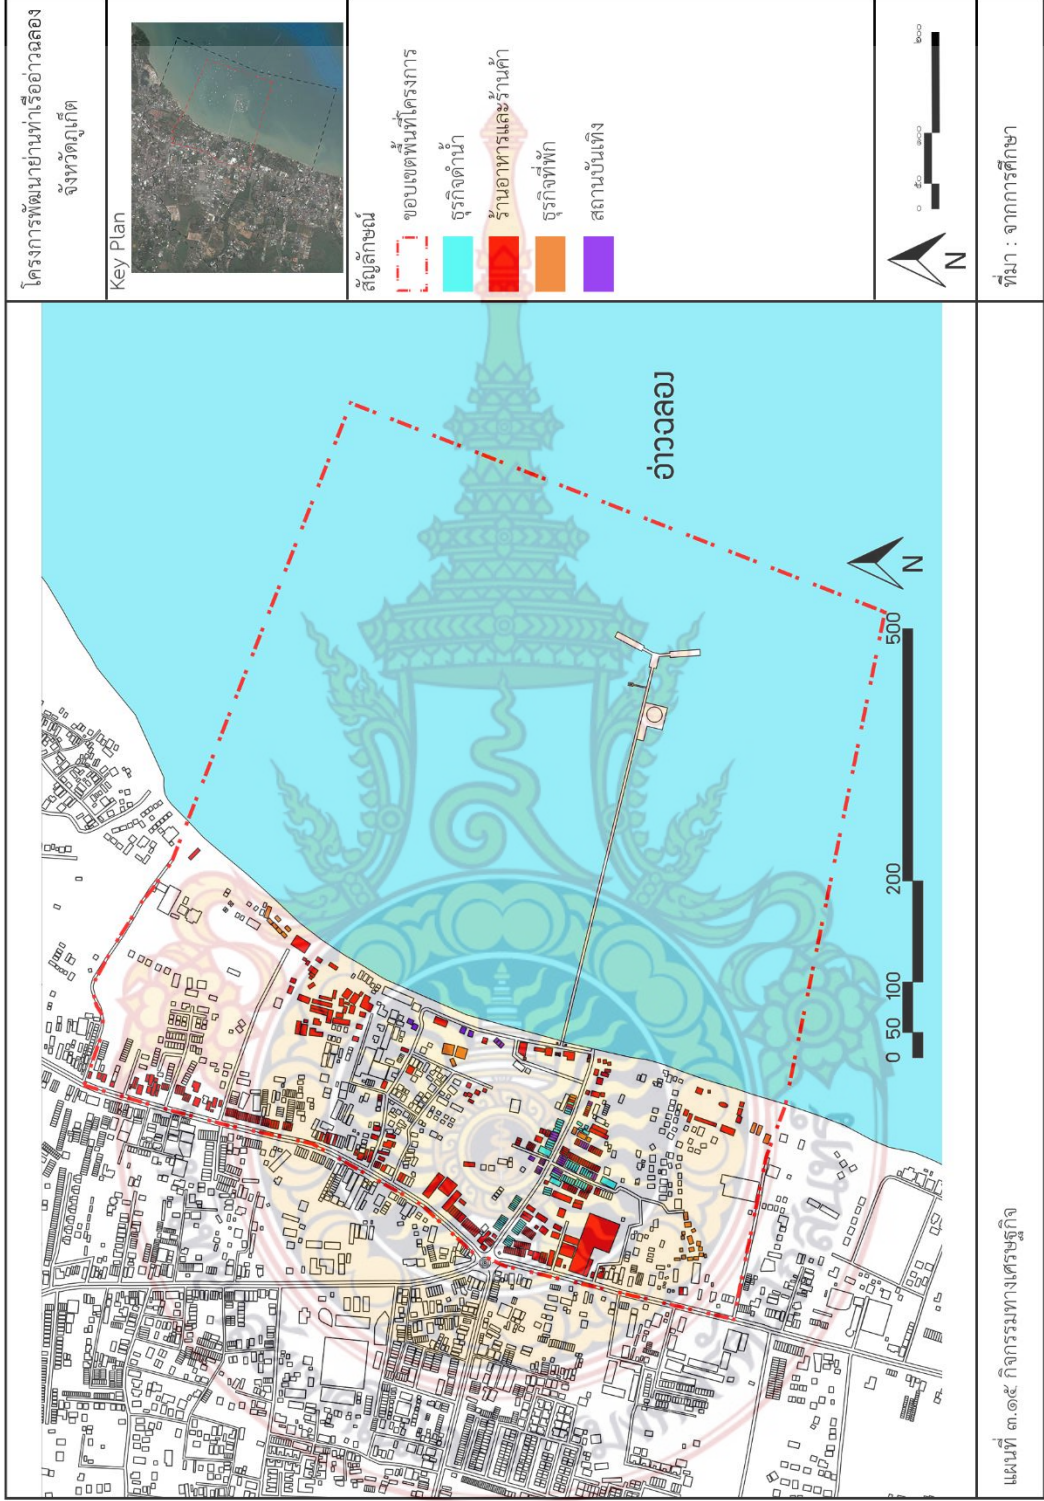 โครงการพัฒนาย่านท่าเรืออ่าวฉลอง
จังหวัดภูเก็ต
Key Plan
สัญลักษณ์
ขอบเขตพื้นที่โครงการ
ธุรกิจดำน้ำ
ร้านอาหารและร้านค้า
ธุรกิจที่พัก
สถานบันเทิง
N
ที่มา : จากการศึกษา
อ่าวฉลอง
N
0 50 100 200 500
แผนที่ ๓.๑๕ กิจกรรมทางเศรษฐกิจ